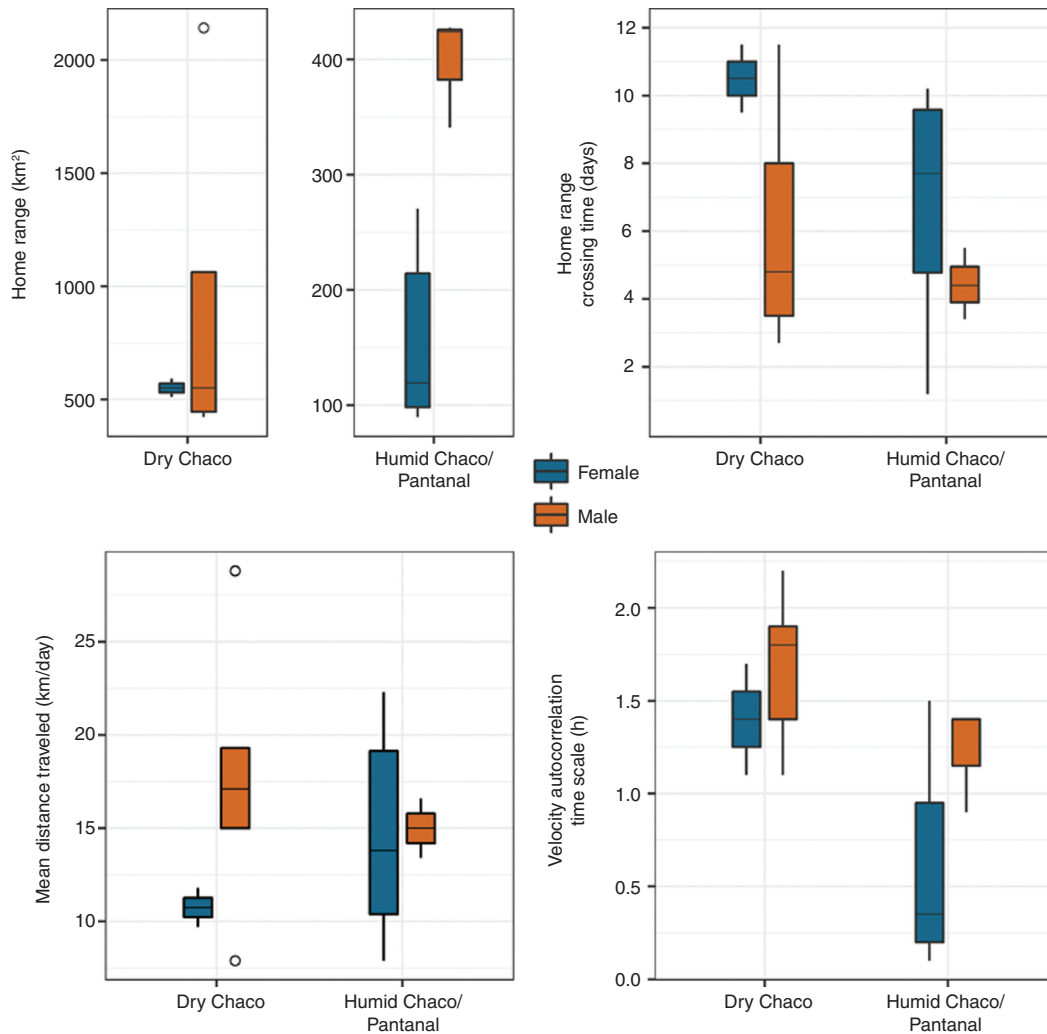 Home range (km²)
2000
1500
1000
500
Dry Chaco
400
300
200
100
Humid Chaco/
Pantanal
Home range
crossing time (days)
12
10
8
6
4
2
Dry Chaco
Humid Chaco/
Pantanal
Female
Male
Mean distance traveled (km/day)
25
20
15
10
Dry Chaco
Humid Chaco/
Pantanal
Velocity autocorrelation
time scale (h)
2.0
1.5
1.0
0.5
0.0
Dry Chaco
Humid Chaco/
Pantanal